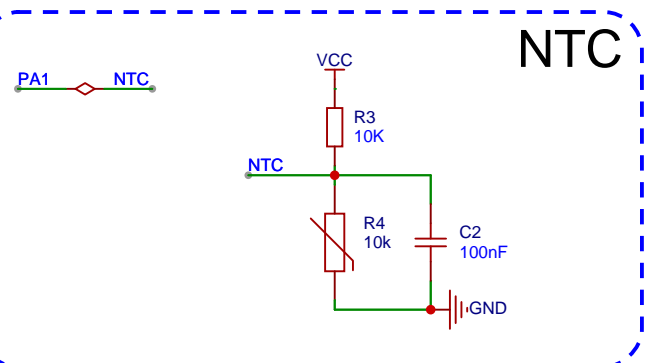 NTC
PA1
NTC
VCC
R3
10K
NTC
R4
10k
C2
100nF
GND